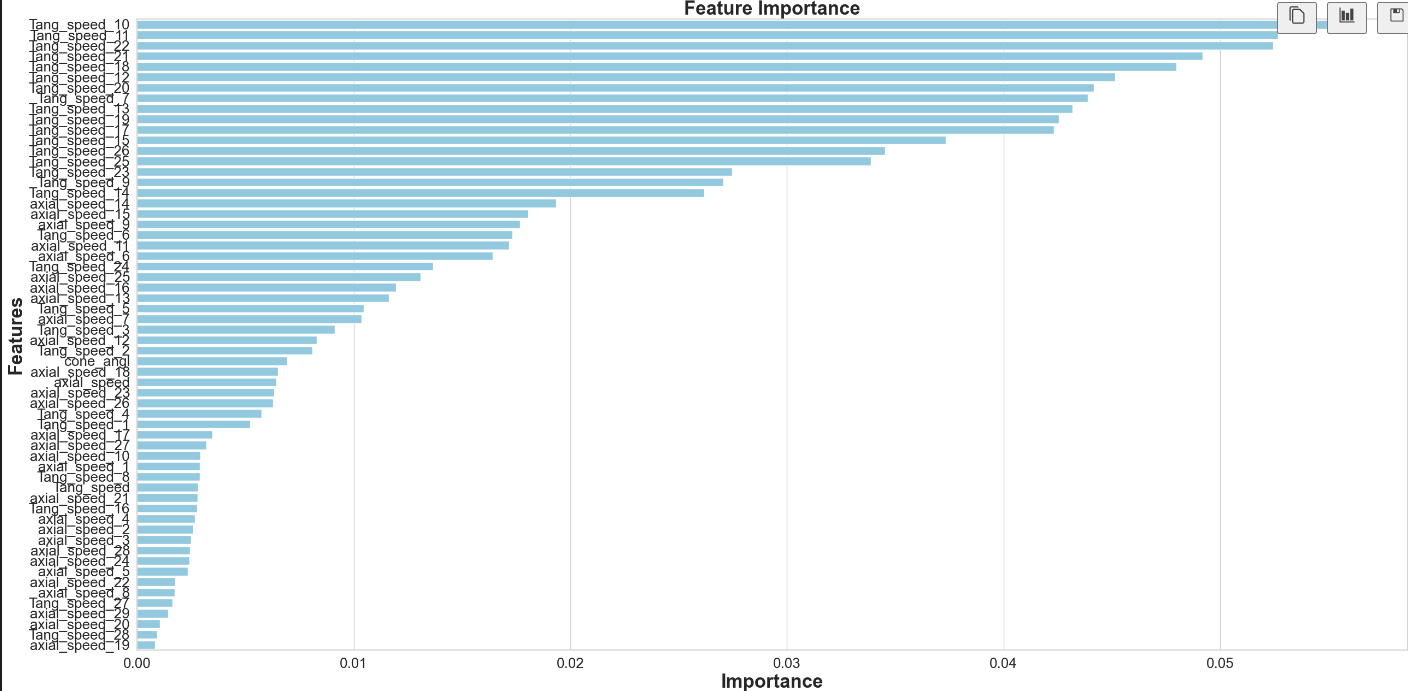 Feature Importance
Tang_speed_10
Tang_speed_11
Tang_speed_22
Tang_speed_21
Tang_speed_18
Tang_speed_12
Tang_speed_20
Tang_speed_7
Tang_speed_13
Tang_speed_19
Tang_speed_17
Tang_speed_15
Tang_speed_26
Tang_speed_25
Tang_speed_23
Tang_speed_9
Tang_speed_14
axial_speed_14
axial_speed_15
axial_speed_9
Tang_speed_6
axial_speed_11
axial_speed_6
Tang_speed_24
axial_speed_25
axial_speed_16
axial_speed_13
Tang_speed_5
axial_speed_7
Tang_speed_3
axial_speed_12
Tang_speed_2
cone_angl
axial_speed_18
axial_speed
axial_speed_23
axial_speed_26
Tang_speed_4
Tang_speed_1
axial_speed_17
axial_speed_27
axial_speed_10
axial_speed_1
Tang_speed_8
Tang_speed
axial_speed_21
Tang_speed_16
axial_speed_4
axial_speed_2
axial_speed_3
axial_speed_28
axial_speed_24
axial_speed_5
axial_speed_22
axial_speed_8
Tang_speed_27
axial_speed_29
axial_speed_20
Tang_speed_28
axial_speed_19
Features
0.00 0.01 0.02 0.03 0.04 0.05
Importance